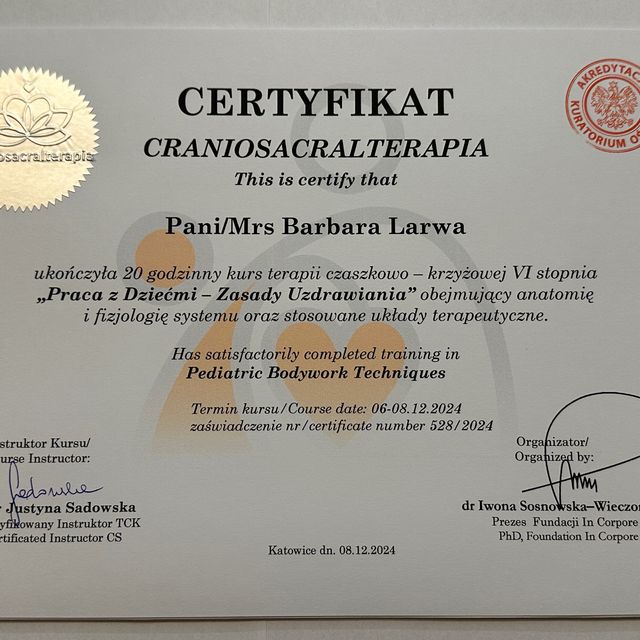 CERTYFIKAT
CRANIOSACRALTERAPIA
This is certify that
Pani/Mrs Barbara Larwa
ukończyła 20 godzinny kurs terapii czaszkowo – krzyżowej VI stopnia
„Praca z Dziećmi – Zasady Uzdrawiania” obejmujący anatomię
i fizjologię systemu oraz stosowane układy terapeutyczne.
Has satisfactorily completed training in
Pediatric Bodywork Techniques
Termin kursu/Course date: 06-08.12.2024
zaświadczenie nr/certificate number 528/2024
osacralterapia
AKREDYTAC
KURATORIUM O
struktor Kursu/
urse Instructor:
Justyna Sadowska
yfikowany Instruktor TCK
ertificated Instructor CS
Organizator/
Organized by:
dr Iwona Sosnowska–Wieczor
Prezes Fundacji In Corpore
PhD, Foundation In Corpore
Katowice dn. 08.12.2024